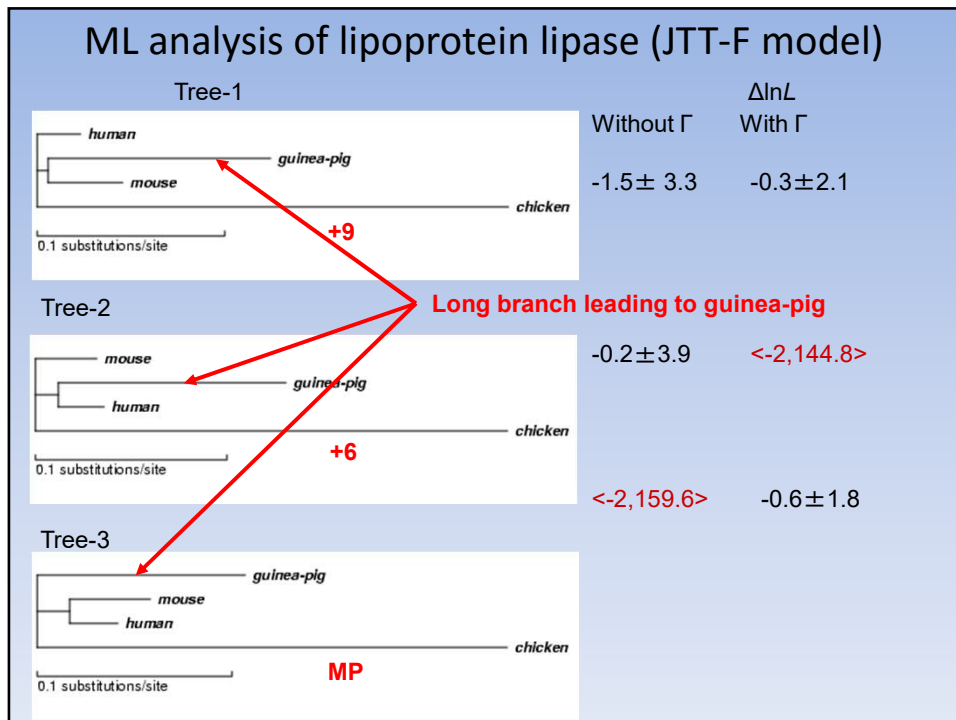 ML analysis of lipoprotein lipase (JTT-F model)
Tree-1
ΔlnL
Without Γ
With Γ
human
guinea-pig
mouse
chicken
0.1 substitutions/site
+9
-1.5± 3.3
-0.3±2.1
Tree-2
Long branch leading to guinea-pig
mouse
guinea-pig
human
chicken
0.1 substitutions/site
+6
-0.2±3.9
<-2,144.8>
<-2,159.6>
-0.6±1.8
Tree-3
guinea-pig
mouse
human
chicken
0.1 substitutions/site
MP